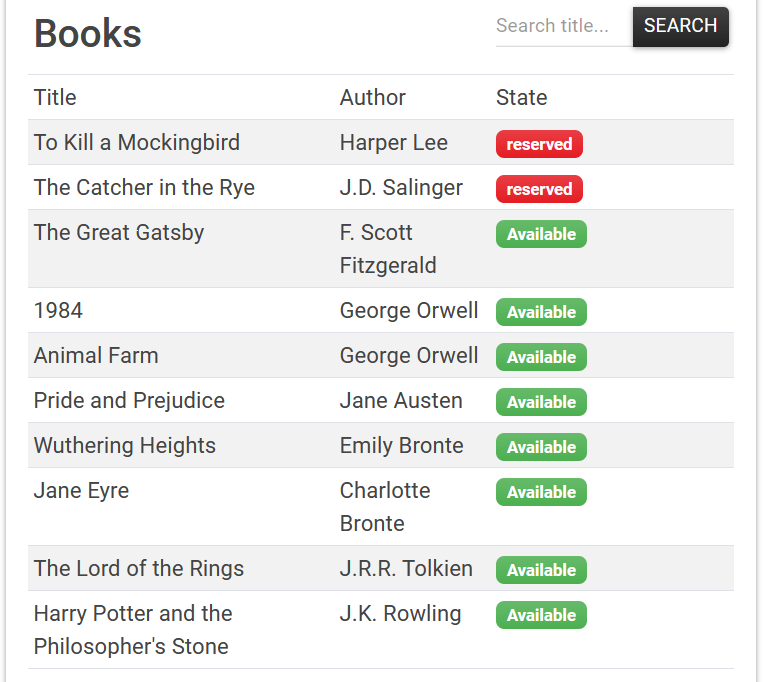 Books
Search title...
SEARCH
Title Author State
To Kill a Mockingbird Harper Lee reserved
The Catcher in the Rye J.D. Salinger reserved
The Great Gatsby F. Scott Available
Fitzgerald
1984 George Orwell Available
Animal Farm George Orwell Available
Pride and Prejudice Jane Austen Available
Wuthering Heights Emily Bronte Available
Jane Eyre Charlotte Available
Bronte
The Lord of the Rings J.R.R. Tolkien Available
Harry Potter and the J.K. Rowling Available
Philosopher's Stone